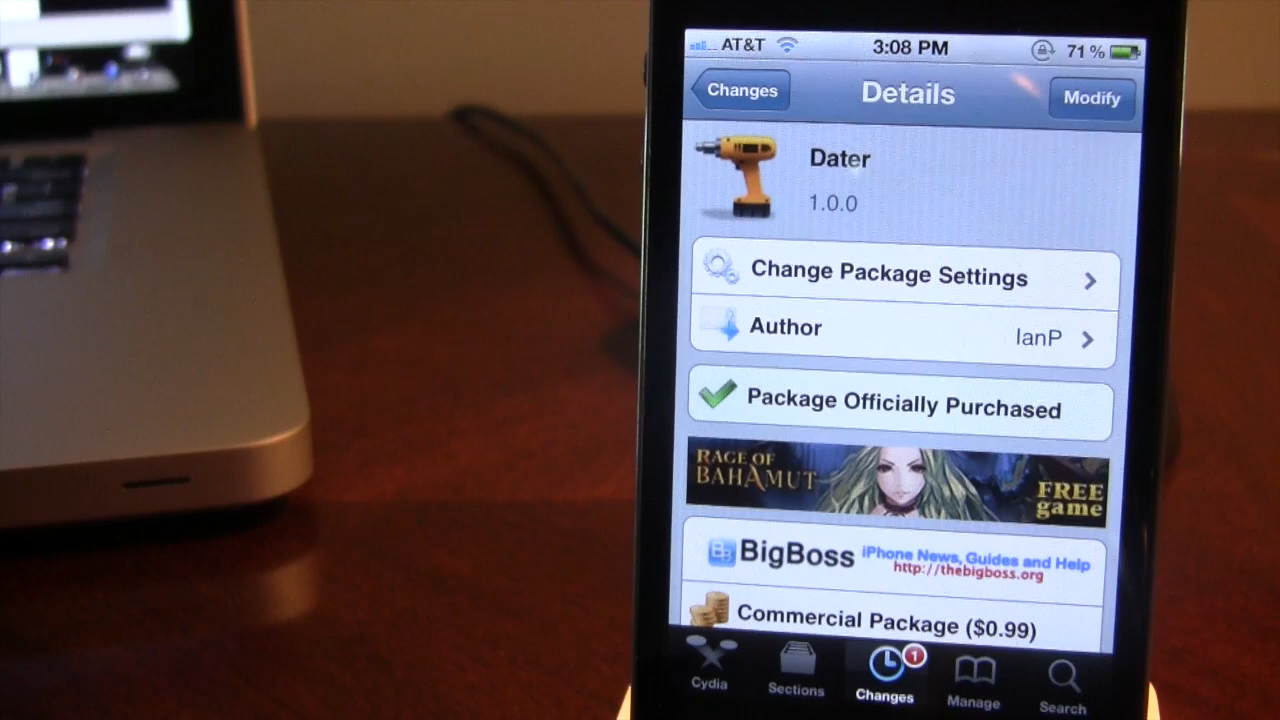 AT&T 3:08 PM 71%
Changes Details Modify
Dater
1.0.0
Change Package Settings
Author IanP
Package Officially Purchased
RAGE OF
BAHAMUT
FREE
game
BigBoss iPhone News, Guides and Help
http://thebigboss.org
Commercial Package ($0.99)
1
Cydia Sections Changes Manage Search